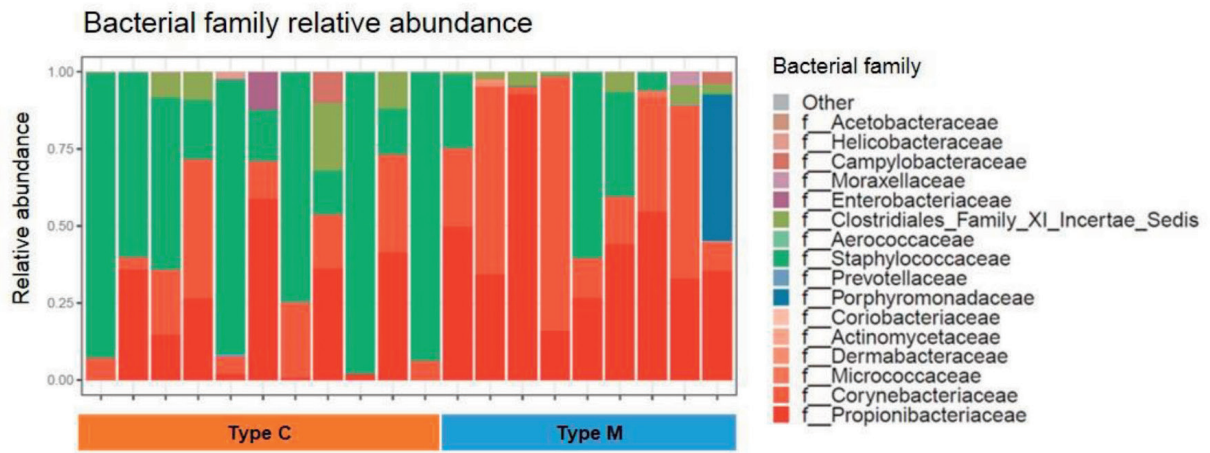 Bacterial family relative abundance
Relative abundance
1.00
0.75
0.50
0.25
0.00
Type C
Type M
Bacterial family
Other
f__Acetobacteraceae
f__Helicobacteraceae
f__Campylobacteraceae
f__Moraxellaceae
f__Enterobacteriaceae
f__Clostridiales_Family_XI_Incertae_Sedis
f__Aerococcaceae
f__Staphylococcaceae
f__Prevotellaceae
f__Porphyromonadaceae
f__Coriobacteriaceae
f__Actinomycetaceae
f__Dermabacteraceae
f__Micrococcaceae
f__Corynebacteriaceae
f__Propionibacteriaceae